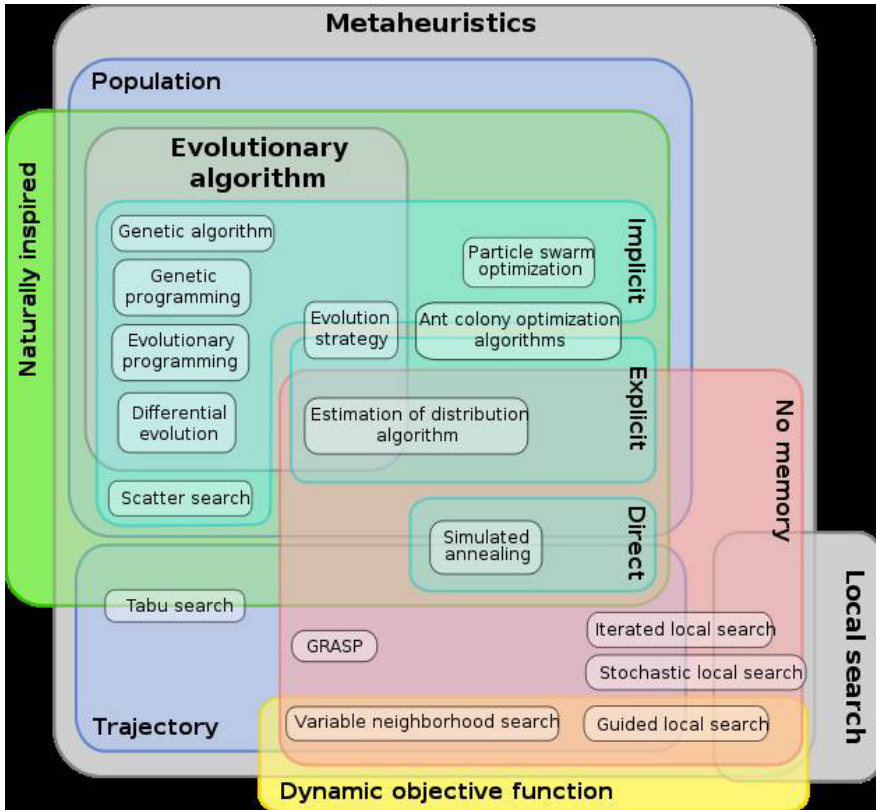 Metaheuristics
Population
Naturally inspired
Evolutionary
algorithm
Implicit
Genetic algorithm
Particle swarm
optimization
Genetic
programming
Evolution
strategy
Ant colony optimization
algorithms
Evolutionary
programming
Explicit
Differential
evolution
Estimation of distribution
algorithm
No memory
Scatter search
Direct
Simulated
annealing
Local search
Tabu search
Iterated local search
GRASP
Stochastic local search
Trajectory
Variable neighborhood search
Guided local search
Dynamic objective function